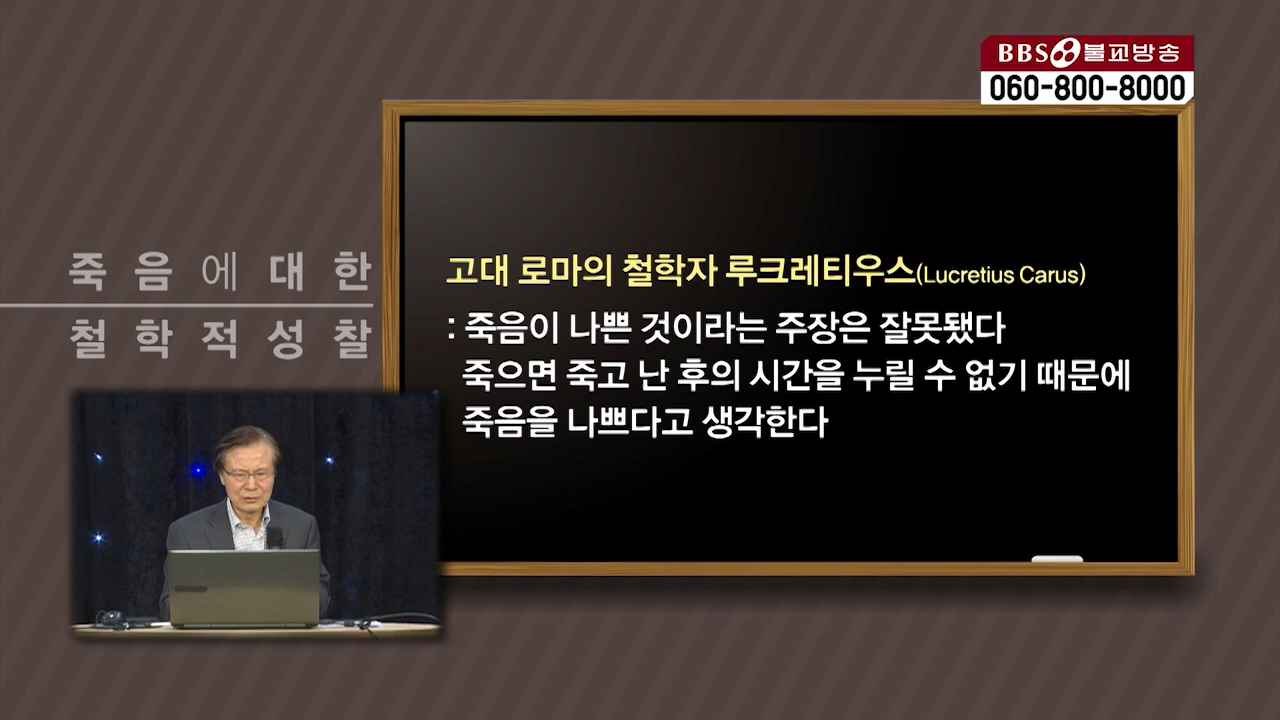 BBS 불교방송
060-800-8000
죽음에 대한
철학적성찰
고대 로마의 철학자 루크레티우스(Lucretius Carus)
: 죽음이 나쁜 것이라는 주장은 잘못됐다
죽으면 죽고 난 후의 시간을 누릴 수 없기 때문에
죽음을 나쁘다고 생각한다